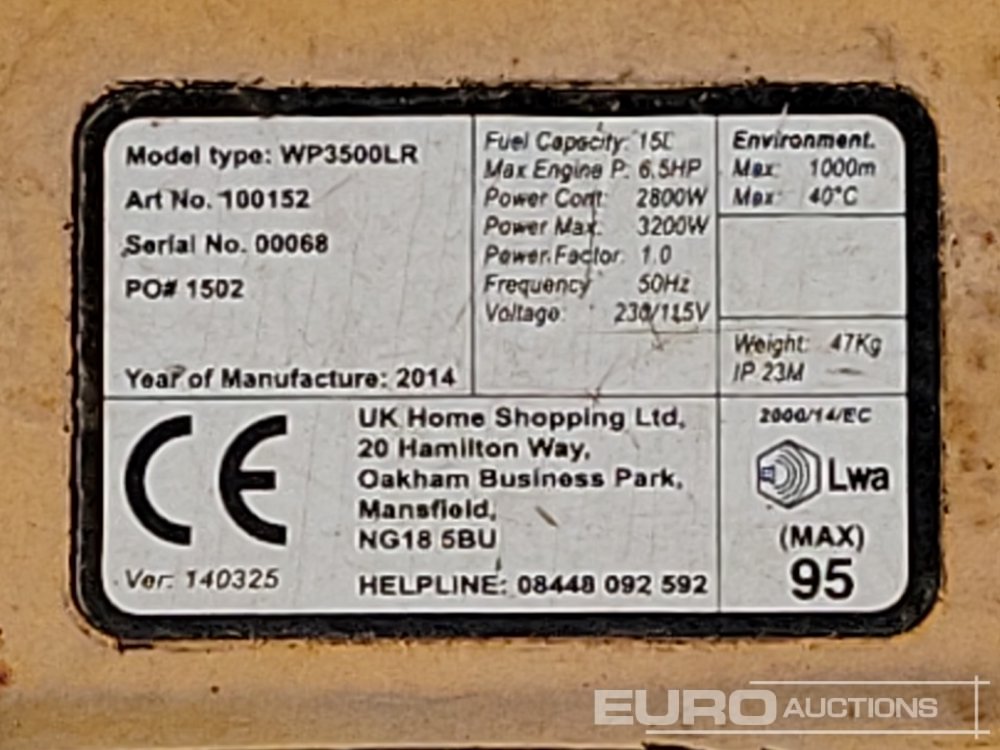 Model type: WP3500LR
Art No. 100152
Serial No. 00068
PO# 1502
Year of Manufacture: 2014
Fuel Capacity: 15L
Max Engine P: 6.5HP
Power Cont: 2800W
Power Max: 3200W
Power Factor: 1.0
Frequency 50Hz
Voltage: 230/115V
Environment.
Max: 1000m
Max: 40°C
Weight: 47Kg
IP 23M
CE
Ver: 140325
UK Home Shopping Ltd,
20 Hamilton Way,
Oakham Business Park,
Mansfield,
NG18 5BU
HELPLINE: 08448 092 592
2000/14/EC
Lwa
(MAX)
95
EURO AUCTIONS